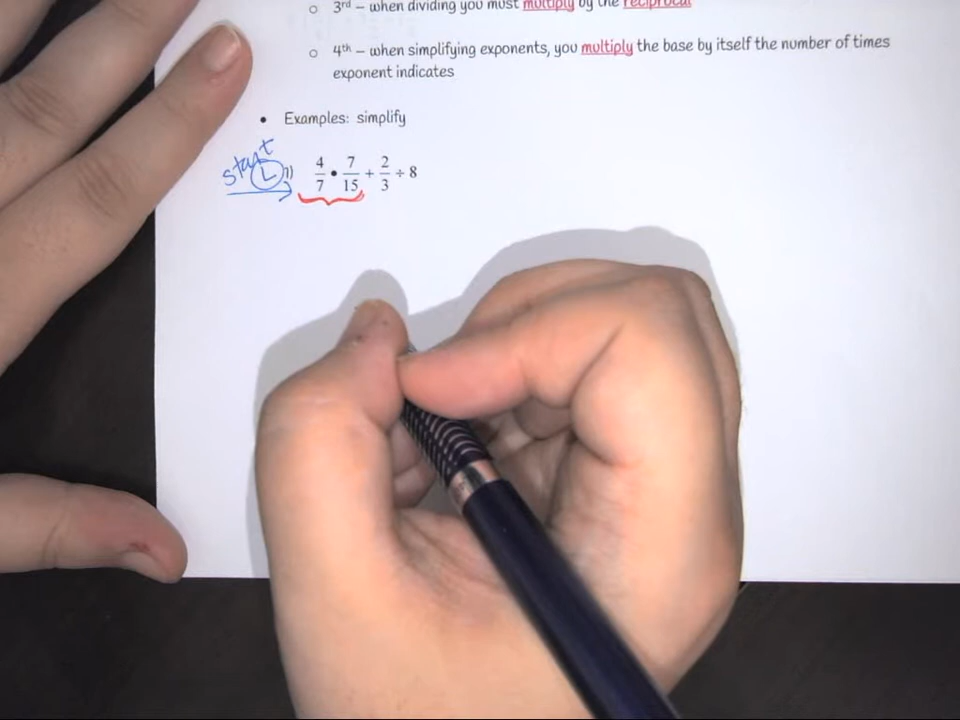 ○ 3rd – when dividing you must multiply by the reciprocal
○ 4th – when simplifying exponents, you multiply the base by itself the number of times
exponent indicates
• Examples: simplify
start
L 1) 4/7 • 7/15 + 2/3 ÷ 8